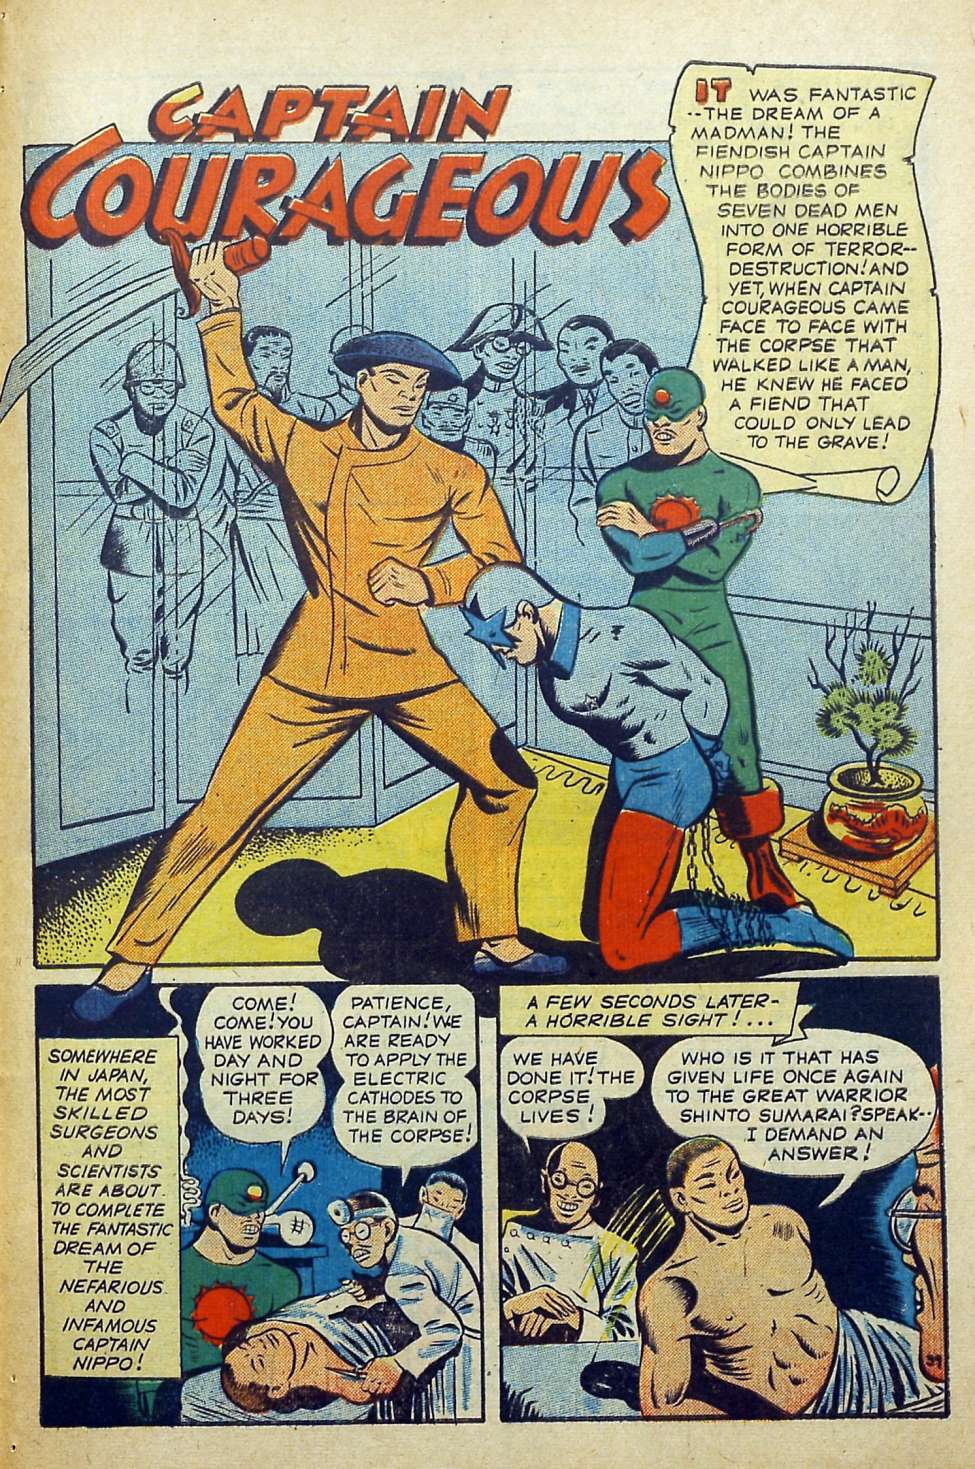 CAPTAIN
COURAGEOUS
IT WAS FANTASTIC
--THE DREAM OF A
MADMAN! THE
FIENDISH CAPTAIN
NIPPO COMBINES
THE BODIES OF
SEVEN DEAD MEN
INTO ONE HORRIBLE
FORM OF TERROR--
DESTRUCTION! AND
YET, WHEN CAPTAIN
COURAGEOUS CAME
FACE TO FACE WITH
THE CORPSE THAT
WALKED LIKE A MAN,
HE KNEW HE FACED
A FIEND THAT
COULD ONLY LEAD
TO THE GRAVE!
SOMEWHERE
IN JAPAN,
THE MOST
SKILLED
SURGEONS
AND
SCIENTISTS
ARE ABOUT
TO COMPLETE
THE FANTASTIC
DREAM OF
THE
NEFARIOUS
AND
INFAMOUS
CAPTAIN
NIPPO!
COME!
COME! YOU
HAVE WORKED
DAY AND
NIGHT FOR
THREE
DAYS!
PATIENCE,
CAPTAIN! WE
ARE READY
TO APPLY THE
ELECTRIC
CATHODES TO
THE BRAIN OF
THE CORPSE!
A FEW SECONDS LATER-
A HORRIBLE SIGHT!...
WE HAVE
DONE IT! THE
CORPSE
LIVES!
WHO IS IT THAT HAS
GIVEN LIFE ONCE AGAIN
TO THE GREAT WARRIOR
SHINTO SUMARAI? SPEAK--
I DEMAND AN
ANSWER!
37